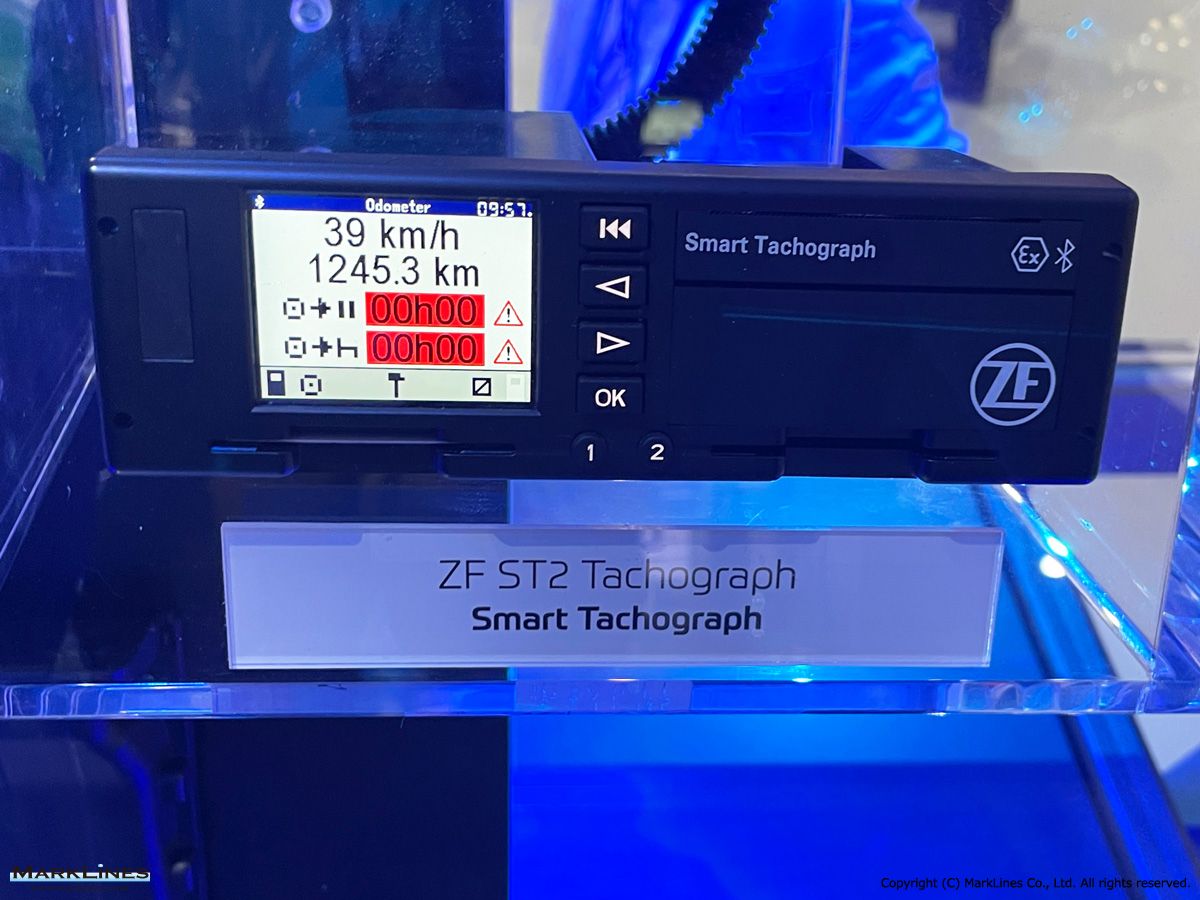 Odometer 09:57
39 km/h
1245.3 km
00h00
00h00
OK
1 2
Smart Tachograph
Ex
ZF
ZF ST2 Tachograph
Smart Tachograph
MARKLINES
Copyright (C) MarkLines Co., Ltd. All rights reserved.